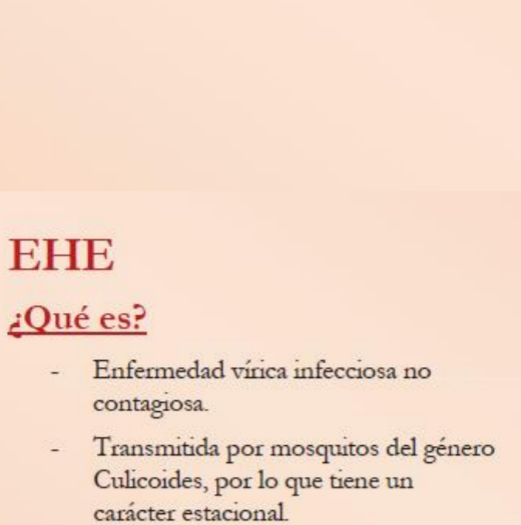 EHE
¿Qué es?
- Enfermedad vírica infecciosa no
contagiosa.
- Transmitida por mosquitos del género
Culicoides, por lo que tiene un
carácter estacional.